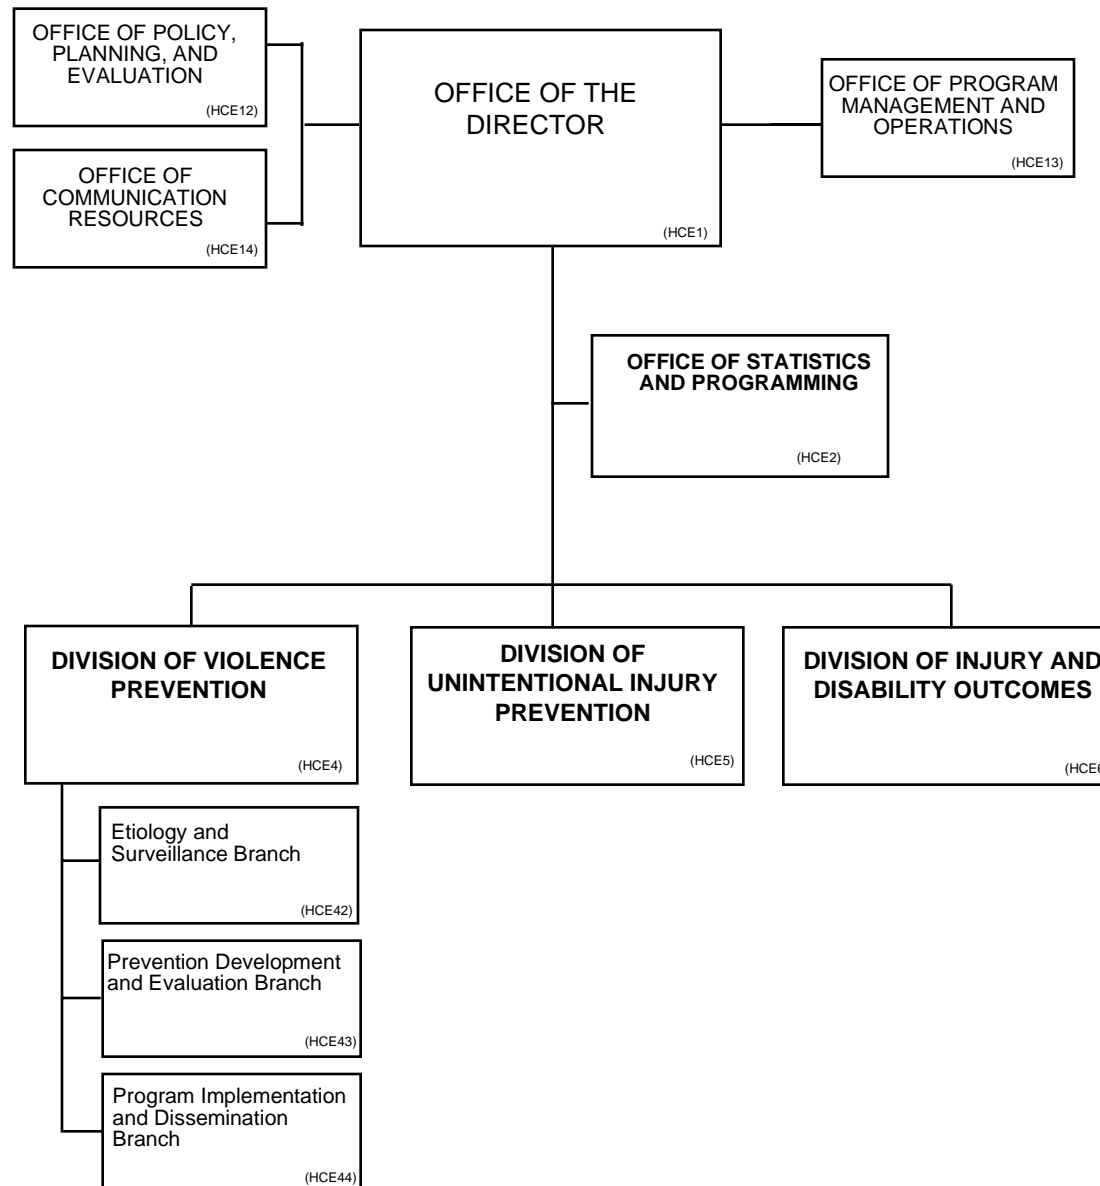 OFFICE OF POLICY,
PLANNING, AND
EVALUATION
(HCE12)
OFFICE OF
COMMUNICATION
RESOURCES
(HCE14)
OFFICE OF THE
DIRECTOR
(HCE1)
OFFICE OF PROGRAM
MANAGEMENT AND
OPERATIONS
(HCE13)
OFFICE OF STATISTICS
AND PROGRAMMING
(HCE2)
DIVISION OF VIOLENCE
PREVENTION
(HCE4)
DIVISION OF
UNINTENTIONAL INJURY
PREVENTION
(HCE5)
DIVISION OF INJURY AND
DISABILITY OUTCOMES
(HCE6
Etiology and
Surveillance Branch
(HCE42)
Prevention Development
and Evaluation Branch
(HCE43)
Program Implementation
and Dissemination
Branch
(HCE44)